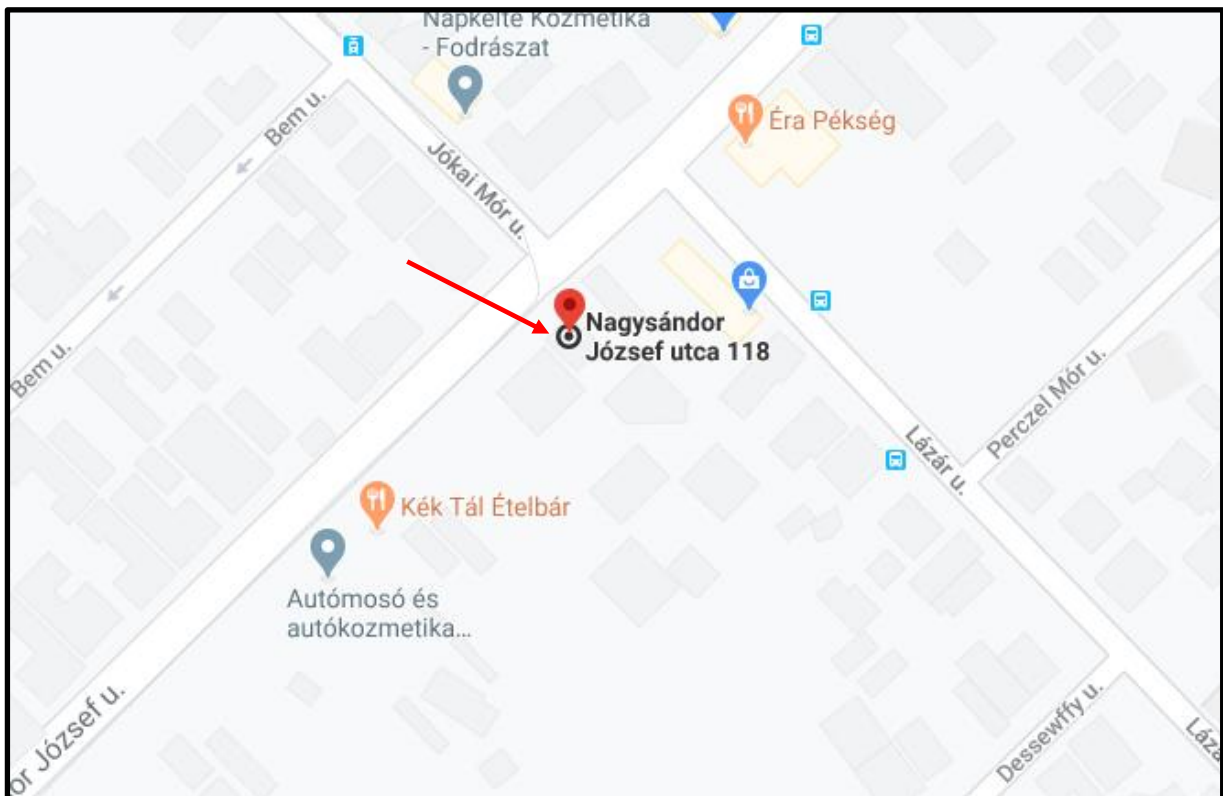 Napkelte Kozmetika
- Fodrászat
Bem u.
Jókai Mór u.
Éra Pékség
Nagysándor
József utca 118
Bem u.
Perczel Mór u.
Lázár u.
Kék Tál Ételbár
Autómosó és
autókozmetika...
or József u.
Dessewffy u.
Láza